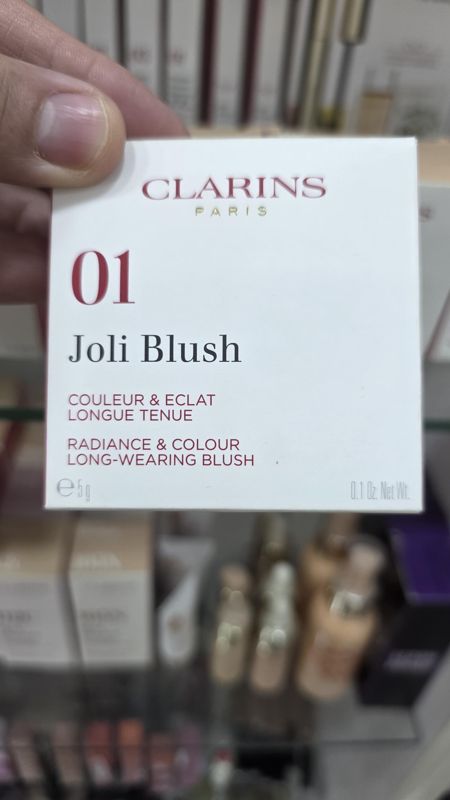 CLARINS
PARIS
01
Joli Blush
COULEUR & ECLAT
LONGUE TENUE
RADIANCE & COLOUR
LONG-WEARING BLUSH
℮5 g
0.1 Oz. Net Wt.